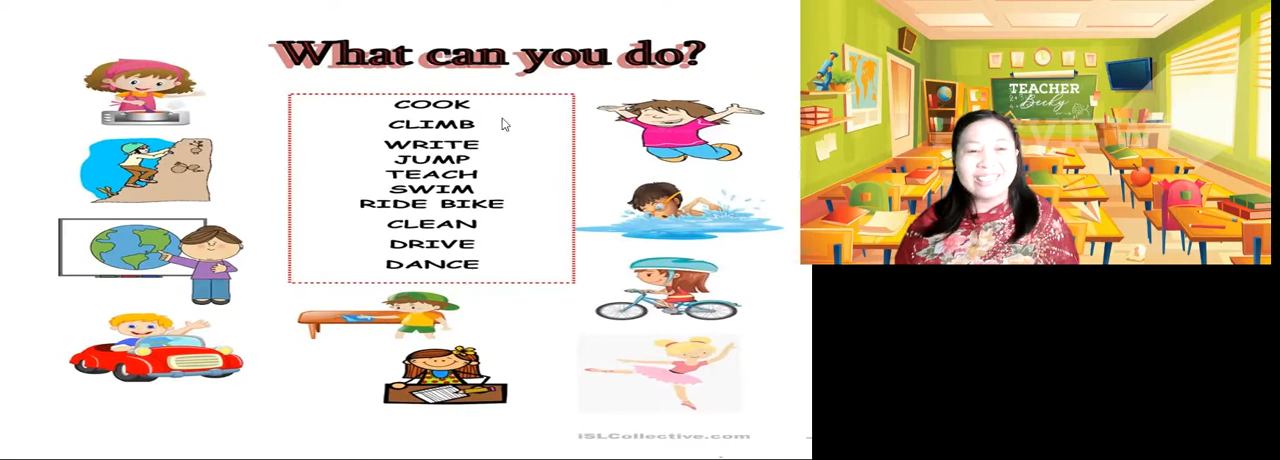 What can you do?
COOK
CLIMB
WRITE
JUMP
TEACH
SWIM
RIDE BIKE
CLEAN
DRIVE
DANCE
iSLCollective.com
TEACHER
Becky